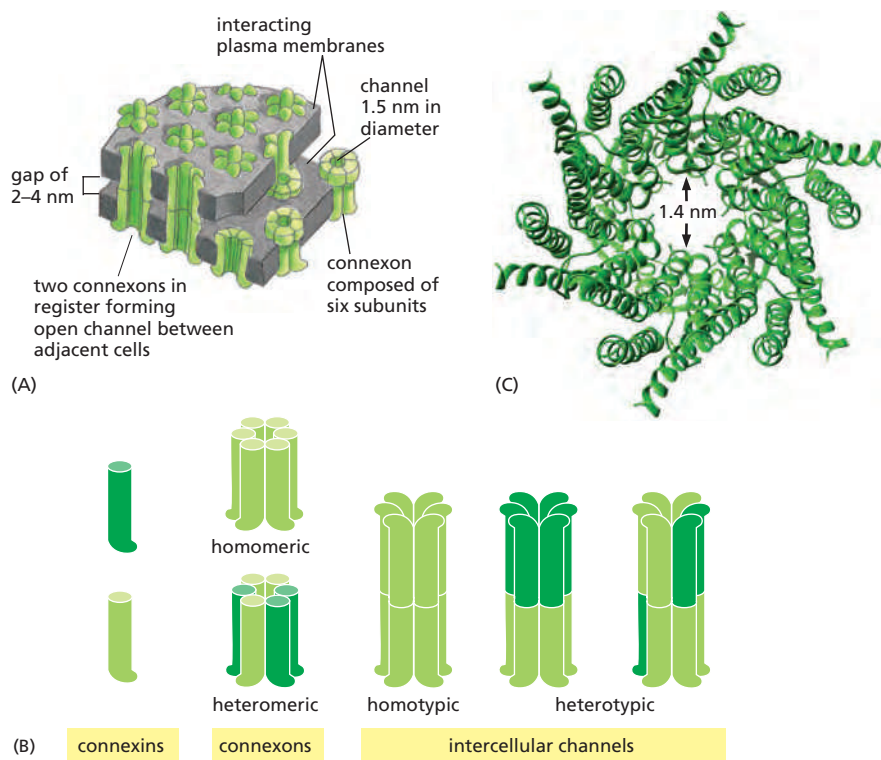 interacting
plasma membranes
channel
1.5 nm in
diameter
gap of
2–4 nm
two connexons in
register forming
open channel between
adjacent cells
connexon
composed of
six subunits
(A)
1.4 nm
(C)
homomeric
heteromeric
homotypic
heterotypic
(B)
connexins
connexons
intercellular channels